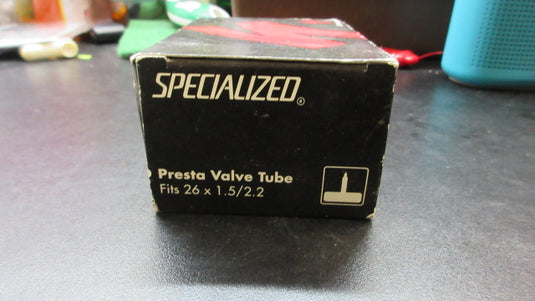 SPECIALIZED®
Presta Valve Tube
Fits 26 x 1.5/2.2